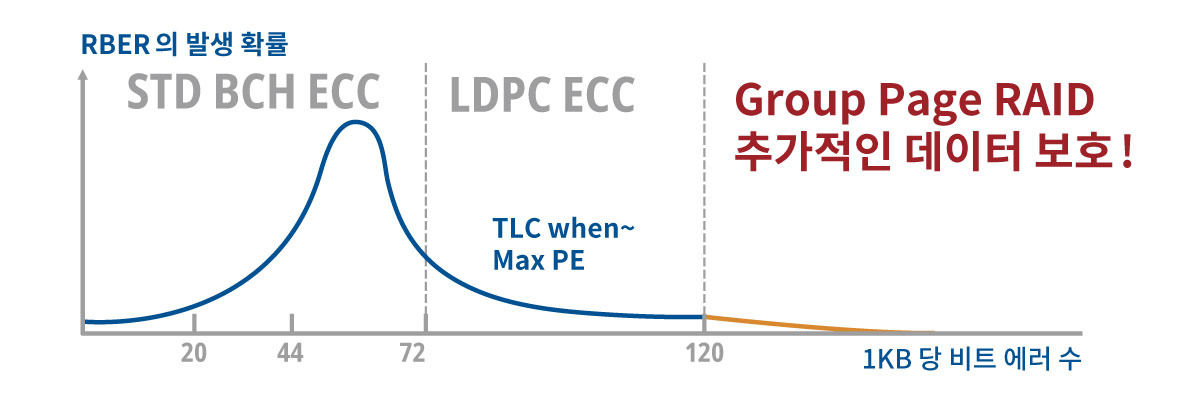 RBER의 발생 확률
STD BCH ECC
LDPC ECC
Group Page RAID
추가적인 데이터 보호!
TLC when~
Max PE
20
44
72
120
1KB 당 비트 에러 수